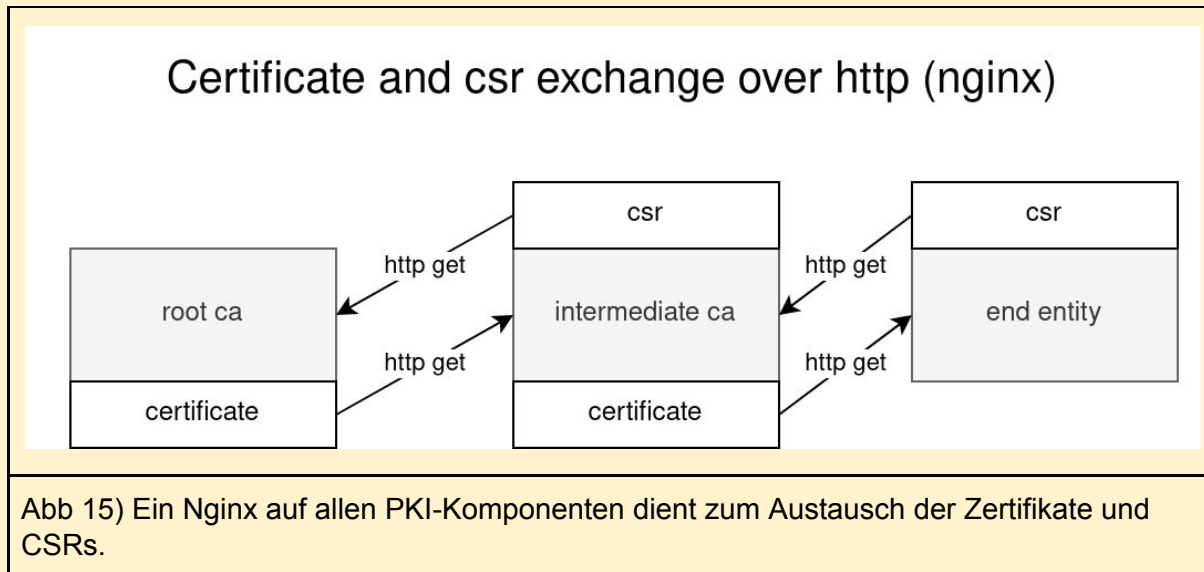 Certificate and csr exchange over http (nginx)
csr
csr
http get
http get
root ca
intermediate ca
end entity
http get
http get
certificate
certificate
Abb 15) Ein Nginx auf allen PKI-Komponenten dient zum Austausch der Zertifikate und
CSRs.